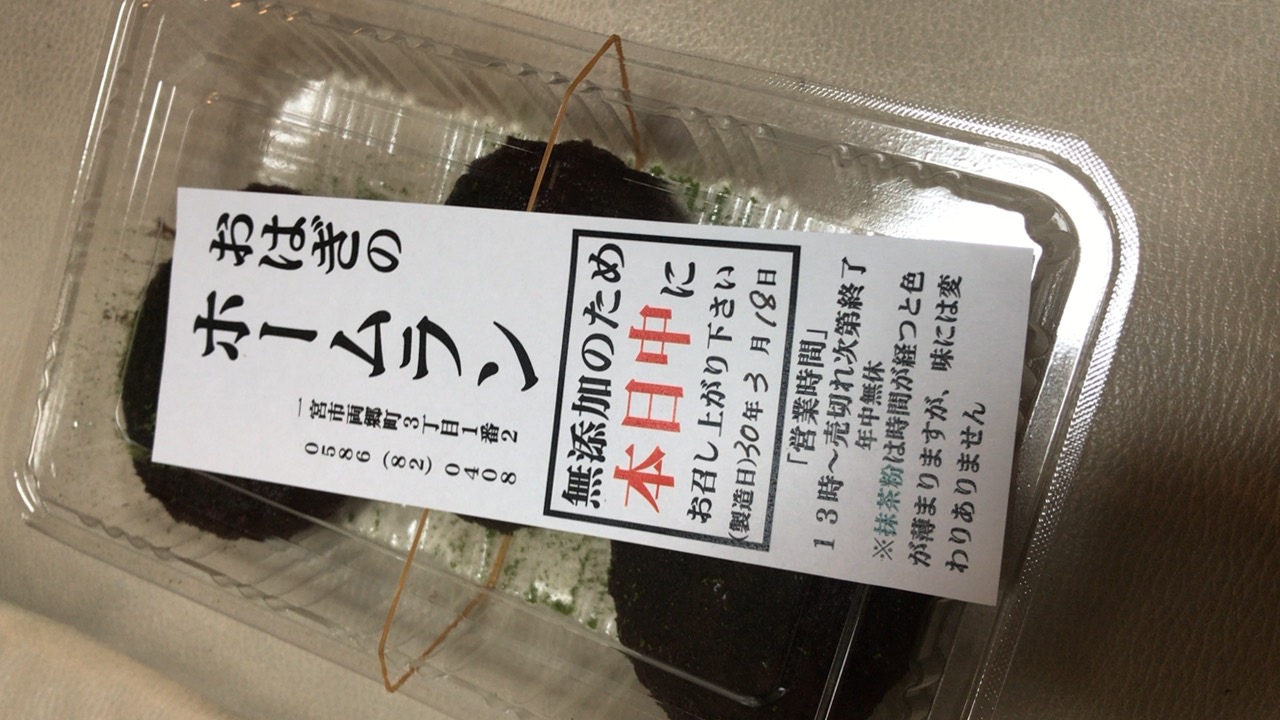 おはぎの
ホームラン
一宮市両郷町3丁目1番2
0586(82)0408
無添加のため
本日中に
お召し上がり下さい
(製造日)30年3月18日
「営業時間」
13時～売切れ次第終了
年中無休
※抹茶粉は時間が経つと色
が薄まりますが、味には変
わりありません